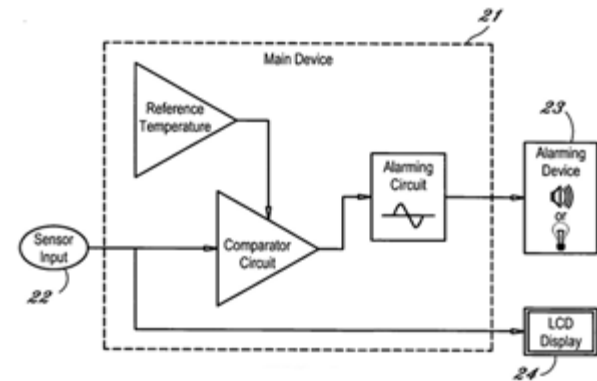 21
Main Device
Reference
Temperature
23
Alarming
Device
or
Alarming
Circuit
Sensor
Input
22
Comparator
Circuit
LCD
Display
24